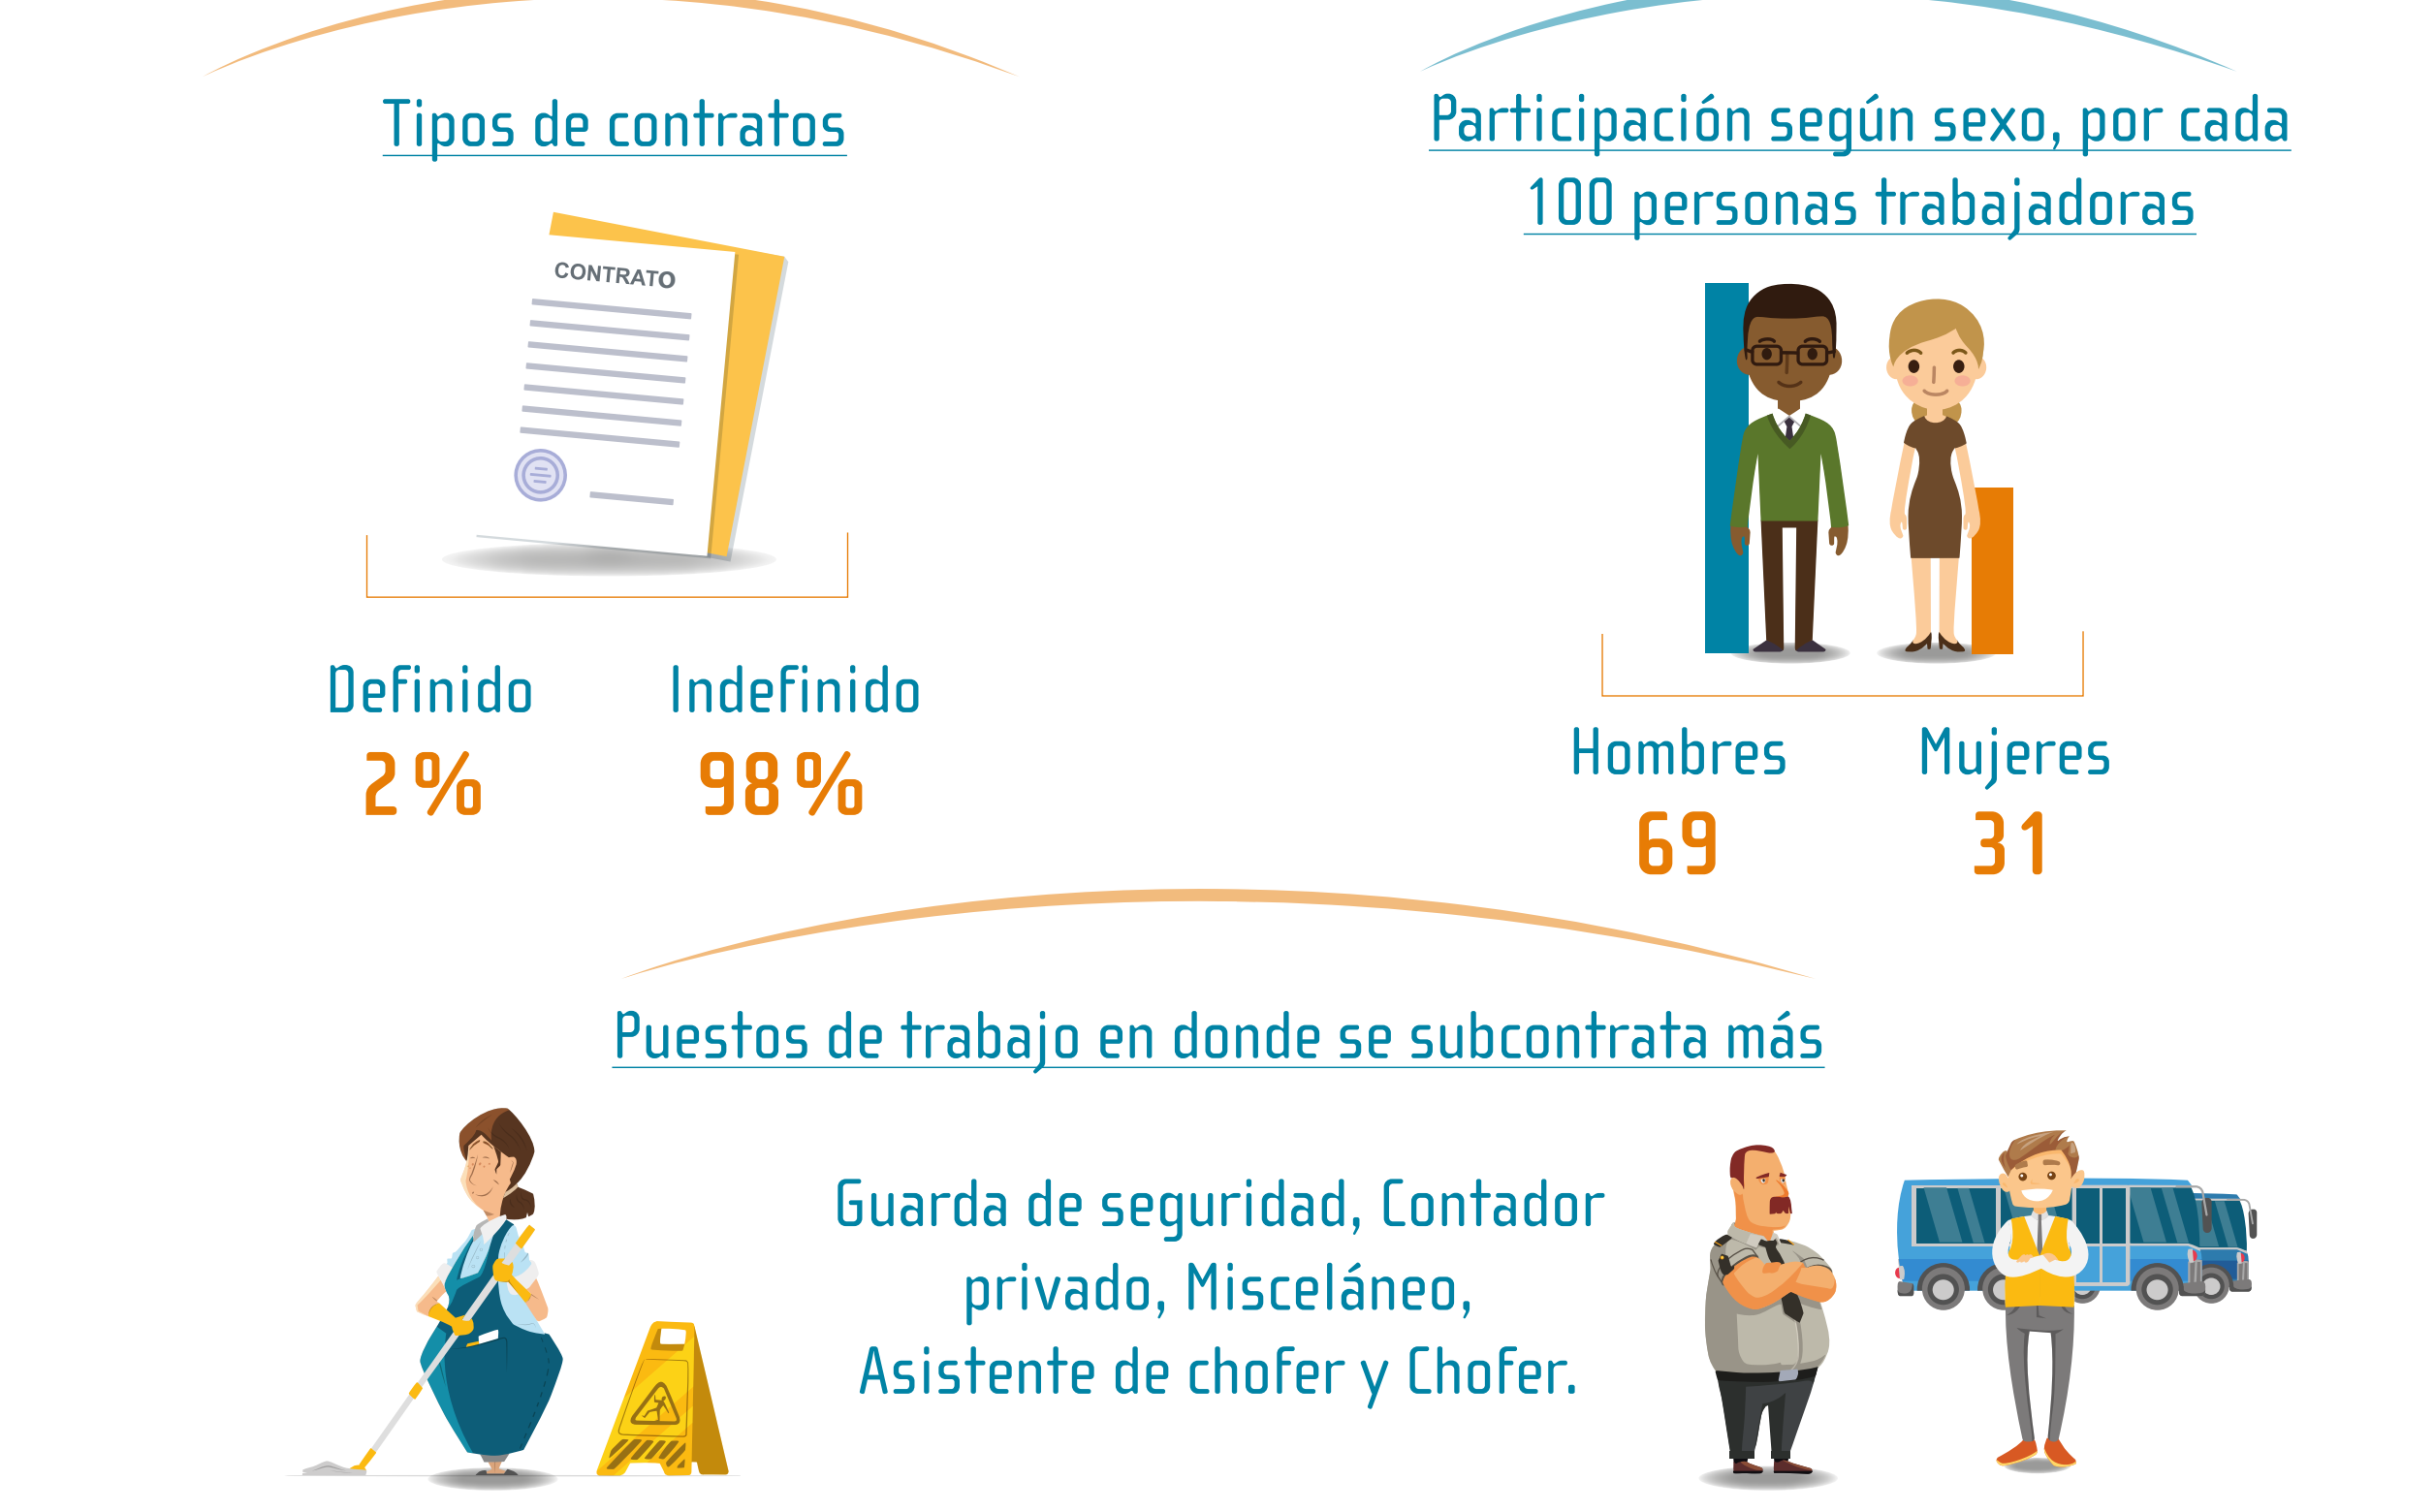 Tipos de contratos
CONTRATO
Definido
Indefinido
2%
98%
Participación según sexo, por cada
100 personas trabajadoras
Hombres
Mujeres
69
31
Puestos de trabajo en donde se subcontrata más
Guarda de seguridad, Contador
privado, Misceláneo,
Asistente de chofer y Chofer.